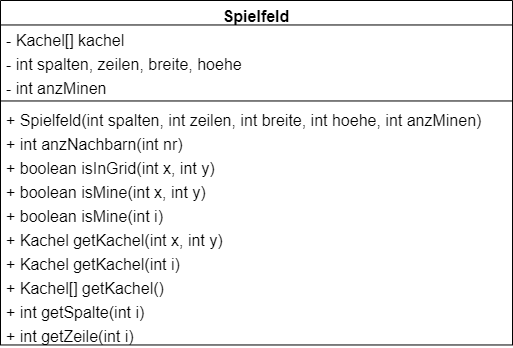 Spielfeld
- Kachel[] kachel
- int spalten, zeilen, breite, hoehe
- int anzMinen
+ Spielfeld(int spalten, int zeilen, int breite, int hoehe, int anzMinen)
+ int anzNachbarn(int nr)
+ boolean isInGrid(int x, int y)
+ boolean isMine(int x, int y)
+ boolean isMine(int i)
+ Kachel getKachel(int x, int y)
+ Kachel getKachel(int i)
+ Kachel[] getKachel()
+ int getSpalte(int i)
+ int getZeile(int i)